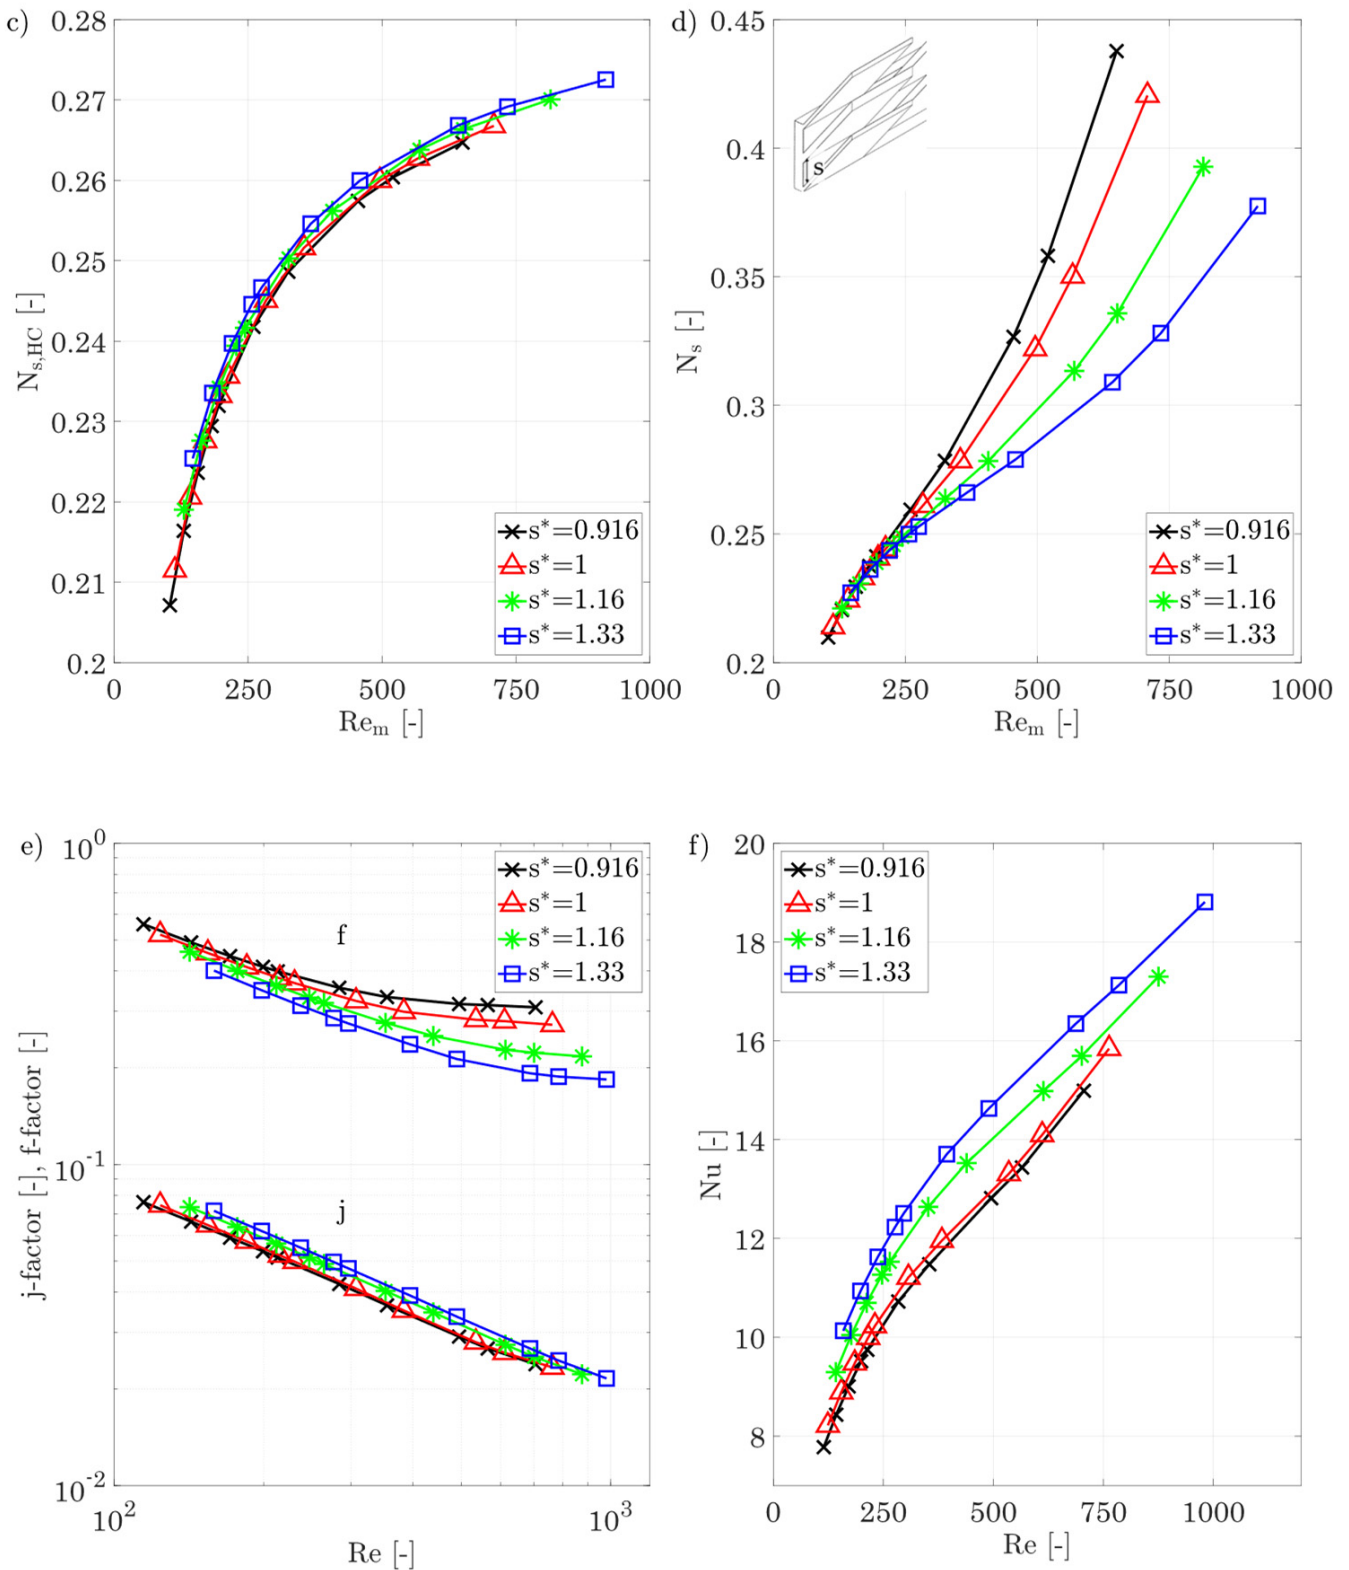 c)
N_s,HC [-]
0.28
0.27
0.26
0.25
0.24
0.23
0.22
0.21
0.2
s*=0.916
s*=1
s*=1.16
s*=1.33
0 250 500 750 1000
Re_m [-]
d)
N_s [-]
0.45
0.4
0.35
0.3
0.25
0.2
s
s*=0.916
s*=1
s*=1.16
s*=1.33
0 250 500 750 1000
Re_m [-]
e)
j-factor [-], f-factor [-]
10^0
10^-1
10^-2
s*=0.916
s*=1
s*=1.16
s*=1.33
f
j
10^2 10^3
Re [-]
f)
Nu [-]
20
18
16
14
12
10
8
s*=0.916
s*=1
s*=1.16
s*=1.33
0 250 500 750 1000
Re [-]